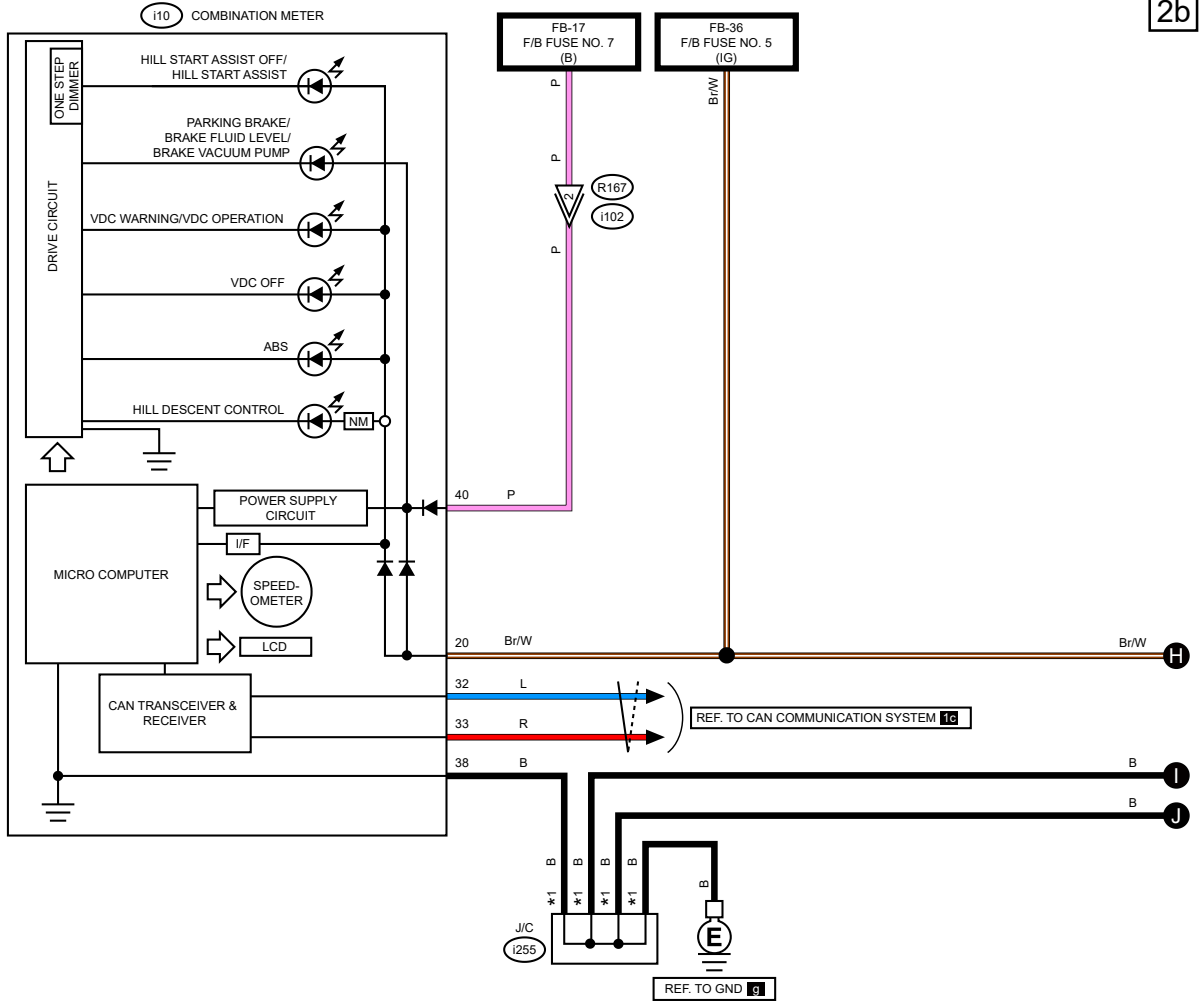 i10 COMBINATION METER
2b
FB-17
F/B FUSE NO. 7
(B)
FB-36
F/B FUSE NO. 5
(IG)
ONE STEP
DIMMER
DRIVE CIRCUIT
HILL START ASSIST OFF/
HILL START ASSIST
PARKING BRAKE/
BRAKE FLUID LEVEL/
BRAKE VACUUM PUMP
VDC WARNING/VDC OPERATION
VDC OFF
ABS
HILL DESCENT CONTROL
NM
P
Br/W
P
2
R167
i102
P
POWER SUPPLY
CIRCUIT
40 P
I/F
MICRO COMPUTER
SPEED-
OMETER
LCD
20 Br/W
Br/W
H
CAN TRANSCEIVER &
RECEIVER
32 L
33 R
REF. TO CAN COMMUNICATION SYSTEM 1c
38 B
B
I
B
J
B
B
B
B
B
*1
*1
*1
*1
J/C
i255
E
REF. TO GND g